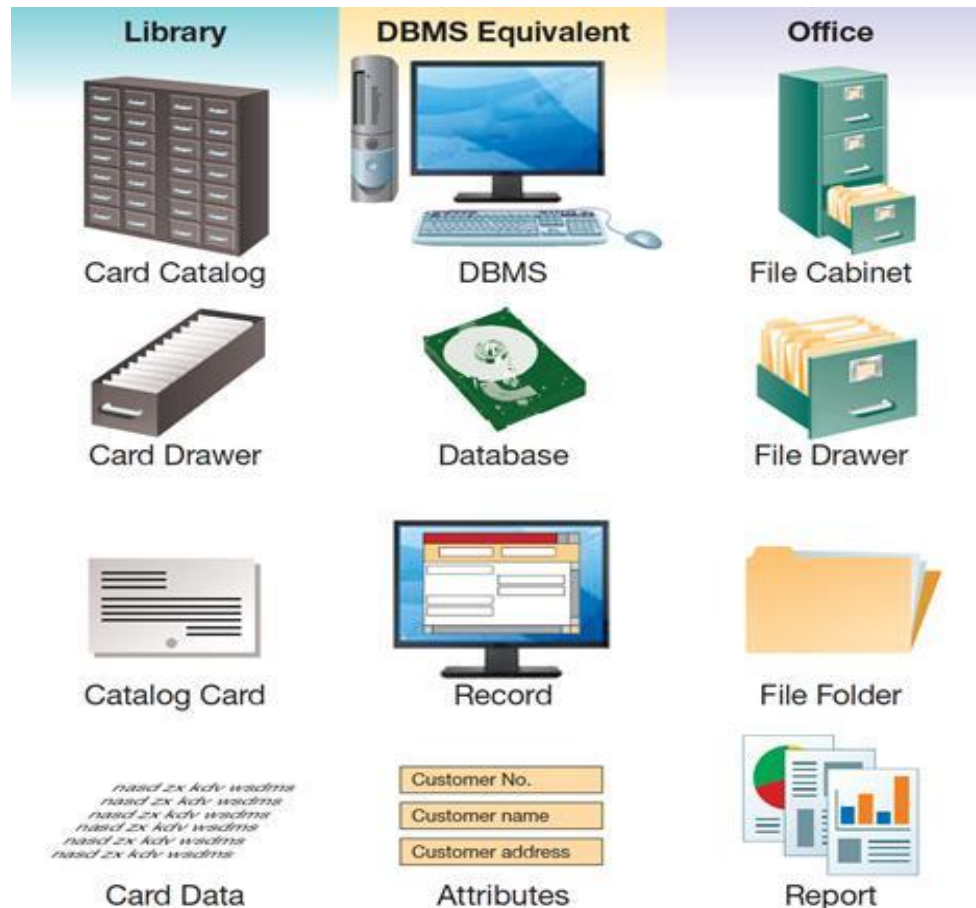 Library DBMS Equivalent Office
Card Catalog DBMS File Cabinet
Card Drawer Database File Drawer
Catalog Card Record File Folder
nasd zx kdv wsdms
nasd zx kdv wsdms
nasd zx kdv wsdms
nasd zx kdv wsdms
nasd zx kdv wsdms
nasd zx kdv wsdms
Customer No.
Customer name
Customer address
Card Data Attributes Report